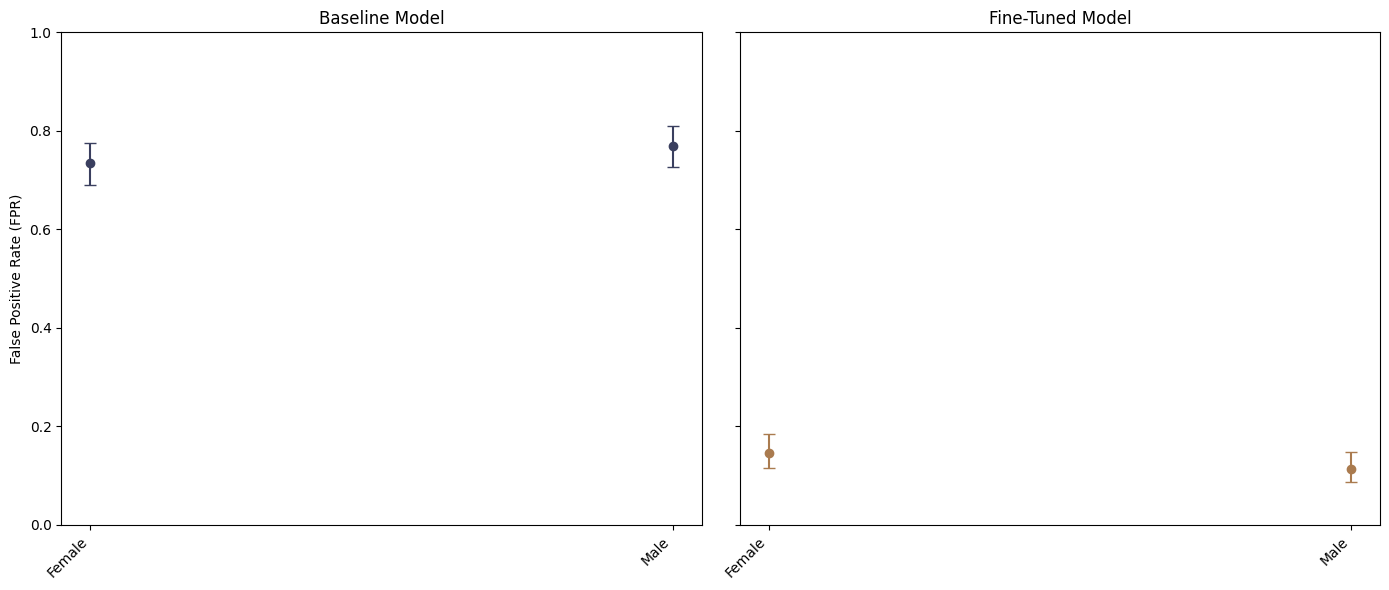 Baseline Model
Fine-Tuned Model
False Positive Rate (FPR)
1.0
0.8
0.6
0.4
0.2
0.0
Female
Male
Female
Male